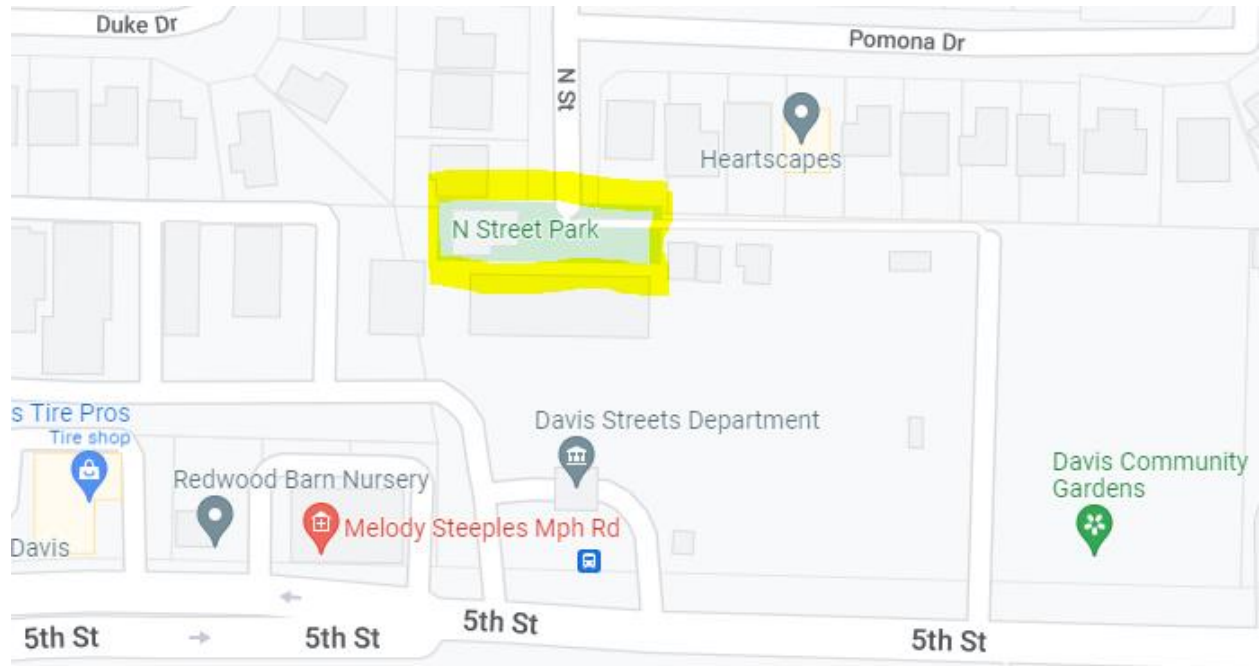 Duke Dr
Pomona Dr
N St
Heartscapes
N Street Park
s Tire Pros
Tire shop
Davis Streets Department
Redwood Barn Nursery
Davis Community
Gardens
Melody Steeples Mph Rd
Davis
5th St
5th St
5th St
5th St